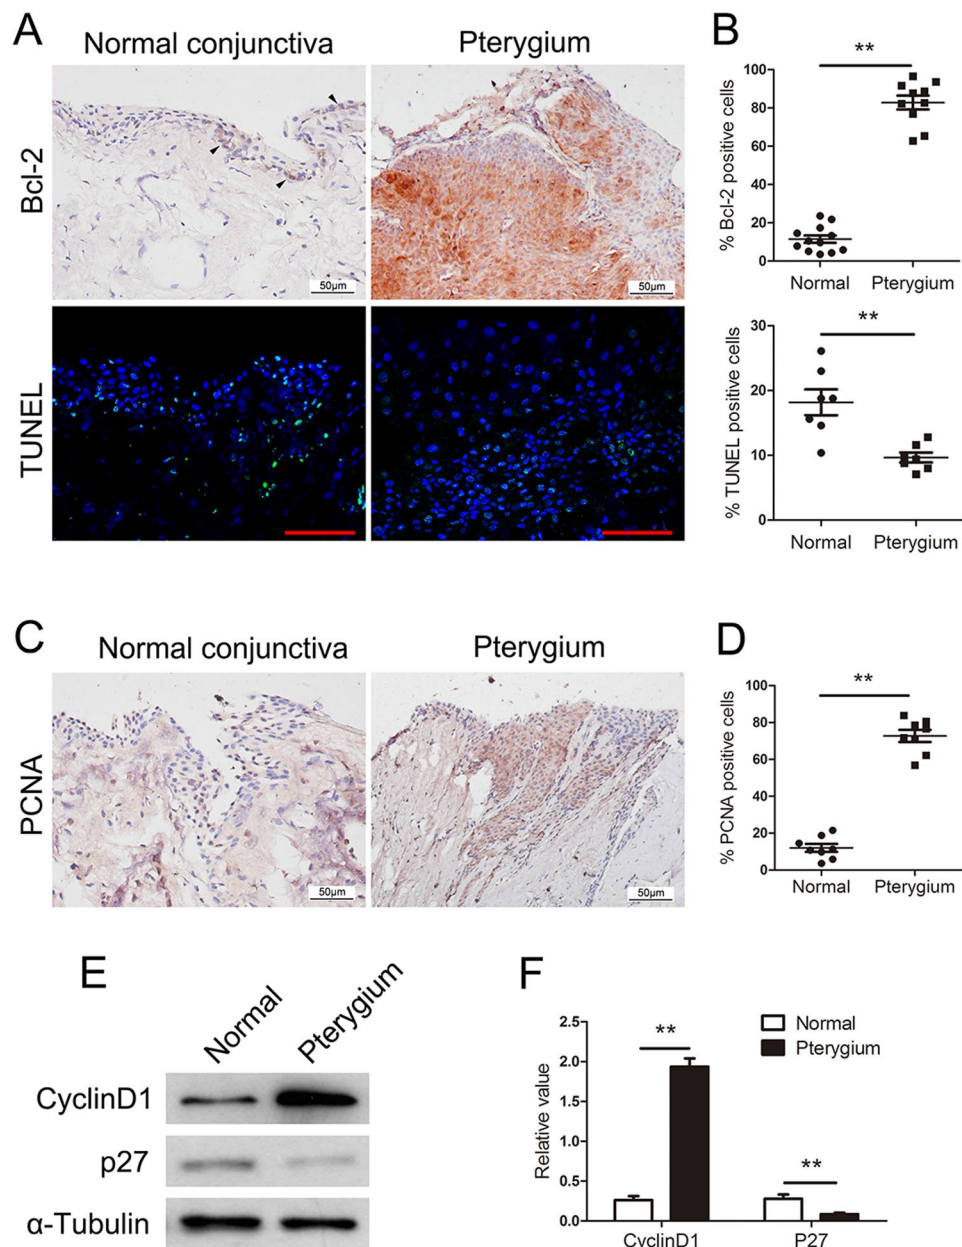 A
Normal conjunctiva
Pterygium
Bcl-2
50μm
50μm
TUNEL
B
**
% Bcl-2 positive cells
100
80
60
40
20
0
Normal
Pterygium
**
% TUNEL positive cells
30
20
10
0
Normal
Pterygium
C
Normal conjunctiva
Pterygium
PCNA
50μm
50μm
D
**
% PCNA positive cells
100
80
60
40
20
0
Normal
Pterygium
E
Normal
Pterygium
CyclinD1
p27
α-Tubulin
F
Normal
Pterygium
**
**
Relative value
2.5
2.0
1.5
1.0
0.5
0.0
CyclinD1
P27